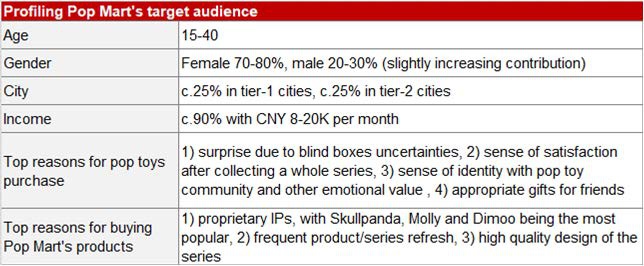 Profiling Pop Mart's target audience
Age
15-40
Gender
Female 70-80%, male 20-30% (slightly increasing contribution)
City
c.25% in tier-1 cities, c.25% in tier-2 cities
Income
c.90% with CNY 8-20K per month
Top reasons for pop toys
purchase
1) surprise due to blind boxes uncertainties, 2) sense of satisfaction
after collecting a whole series, 3) sense of identity with pop toy
community and other emotional value , 4) appropriate gifts for friends
Top reasons for buying
Pop Mart's products
1) proprietary IPs, with Skullpanda, Molly and Dimoo being the most
popular, 2) frequent product/series refresh, 3) high quality design of the
series